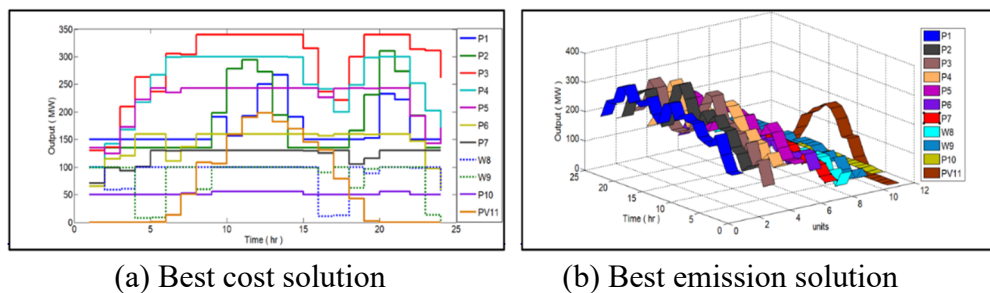 (a)
350
300
250
200
150
100
50
0
Output (MW)
0
5
10
15
20
25
Time ( hr )
P1
P2
P3
P4
P5
P6
P7
W8
W9
P10
PV11
(b)
400
300
200
100
0
Output ( MW)
25
20
15
10
5
0
Time ( hr)
0
2
4
6
8
10
12
units
P1
P2
P3
P4
P5
P6
P7
W8
W9
P10
PV11
(a) Best cost solution
(b) Best emission solution